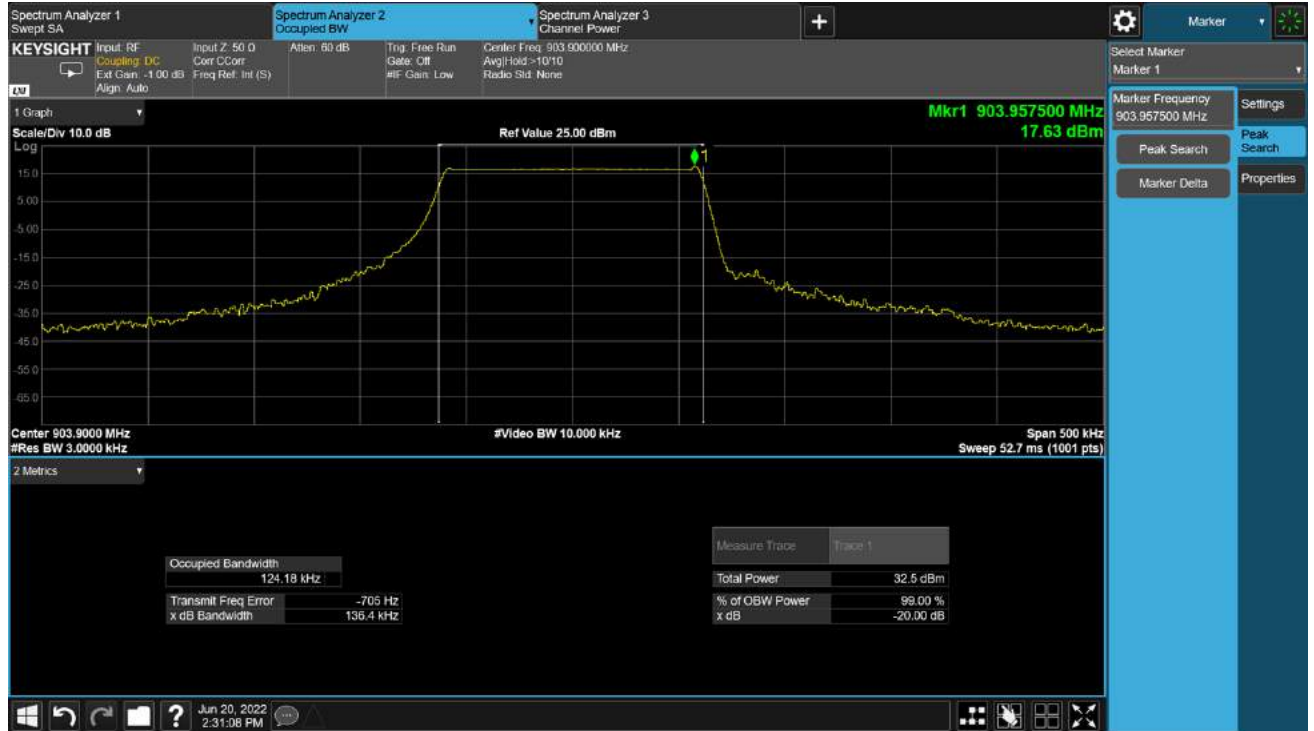 Spectrum Analyzer 1
Swept SA
Spectrum Analyzer 2
Occupied BW
Spectrum Analyzer 3
Channel Power
+
Marker
KEYSIGHT
Input: RF
Coupling: DC
Ext Gain: -1.00 dB
Align: Auto
Input Z: 50 Ω
Corr CCorr
Freq Ref: Int (S)
Atten: 60 dB
Trig: Free Run
Gate: Off
#IF Gain: Low
Center Freq: 903.900000 MHz
Avg|Hold:>10/10
Radio Std: None
LXI
Select Marker
Marker 1
Marker Frequency
903.957500 MHz
Peak Search
Marker Delta
Settings
Peak
Search
Properties
1 Graph
Scale/Div 10.0 dB
Ref Value 25.00 dBm
Mkr1 903.957500 MHz
17.63 dBm
Log
1
15.0
5.00
-5.00
-15.0
-25.0
-35.0
-45.0
-55.0
-65.0
Center 903.9000 MHz
#Video BW 10.000 kHz
Span 500 kHz
#Res BW 3.0000 kHz
Sweep 52.7 ms (1001 pts)
2 Metrics
Measure Trace
Trace 1
Occupied Bandwidth
124.18 kHz
Total Power 32.5 dBm
Transmit Freq Error -705 Hz
% of OBW Power 99.00 %
x dB Bandwidth 136.4 kHz
x dB -20.00 dB
?
Jun 20, 2022
2:31:08 PM